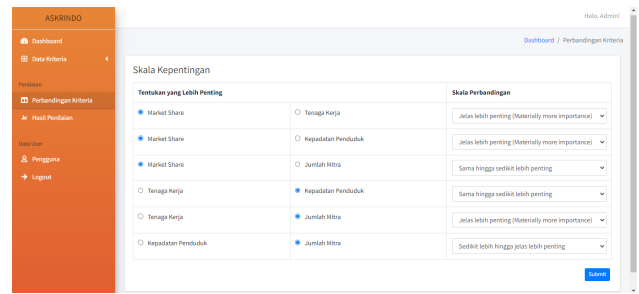 ASKRINDO
Halo, Admin!
Dashboard
Dashboard / Perbandingan Kriteria
Data Kriteria
Skala Kepentingan
Penilaian
Tentukan yang Lebih Penting
Skala Perbandingan
Perbandingan Kriteria
Market Share
Tenaga Kerja
Jelas lebih penting (Materially more importance)
Hasil Penilaian
Market Share
Kepadatan Penduduk
Jelas lebih penting (Materially more importance)
Data User
Pengguna
Market Share
Jumlah Mitra
Sama hingga sedikit lebih penting
Logout
Tenaga Kerja
Kepadatan Penduduk
Sama hingga sedikit lebih penting
Tenaga Kerja
Jumlah Mitra
Jelas lebih penting (Materially more importance)
Kepadatan Penduduk
Jumlah Mitra
Sedikit lebih hingga jelas lebih penting
Submit